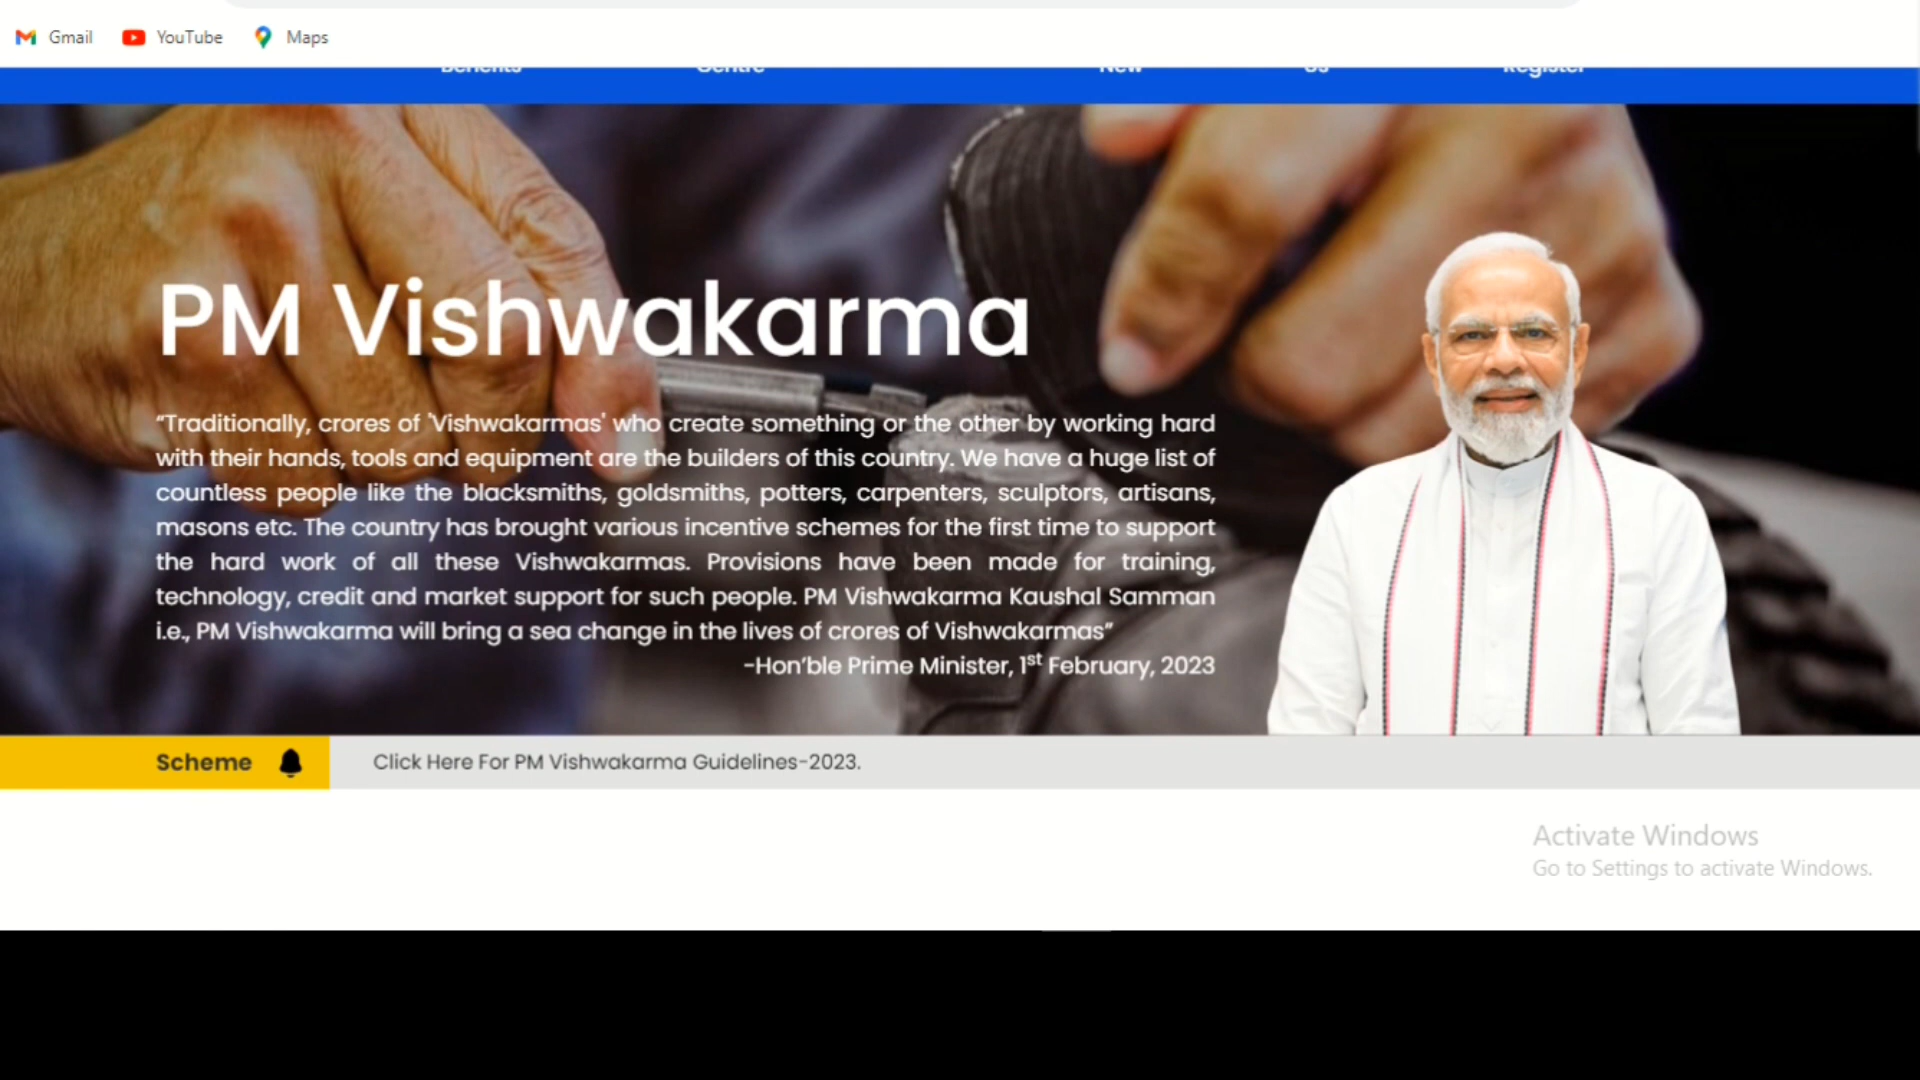 Gmail YouTube Maps
Benefits Centre New Us Register
PM Vishwakarma
“Traditionally, crores of 'Vishwakarmas' who create something or the other by working hard
with their hands, tools and equipment are the builders of this country. We have a huge list of
countless people like the blacksmiths, goldsmiths, potters, carpenters, sculptors, artisans,
masons etc. The country has brought various incentive schemes for the first time to support
the hard work of all these Vishwakarmas. Provisions have been made for training,
technology, credit and market support for such people. PM Vishwakarma Kaushal Samman
i.e., PM Vishwakarma will bring a sea change in the lives of crores of Vishwakarmas”
-Hon’ble Prime Minister, 1st February, 2023
Scheme Click Here For PM Vishwakarma Guidelines-2023.
Activate Windows
Go to Settings to activate Windows.